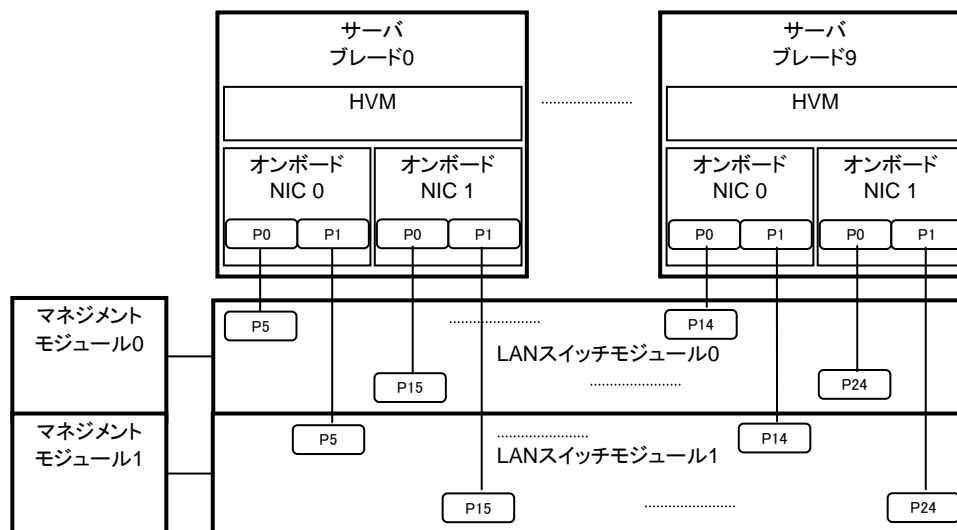 サーバ
ブレード0
HVM
オンボード
NIC 0
オンボード
NIC 1
P0
P1
P0
P1
サーバ
ブレード9
HVM
オンボード
NIC 0
オンボード
NIC 1
P0
P1
P0
P1
マネジメント
モジュール0
P5
P14
LANスイッチモジュール0
P15
P24
マネジメント
モジュール1
P5
P14
LANスイッチモジュール1
P15
P24